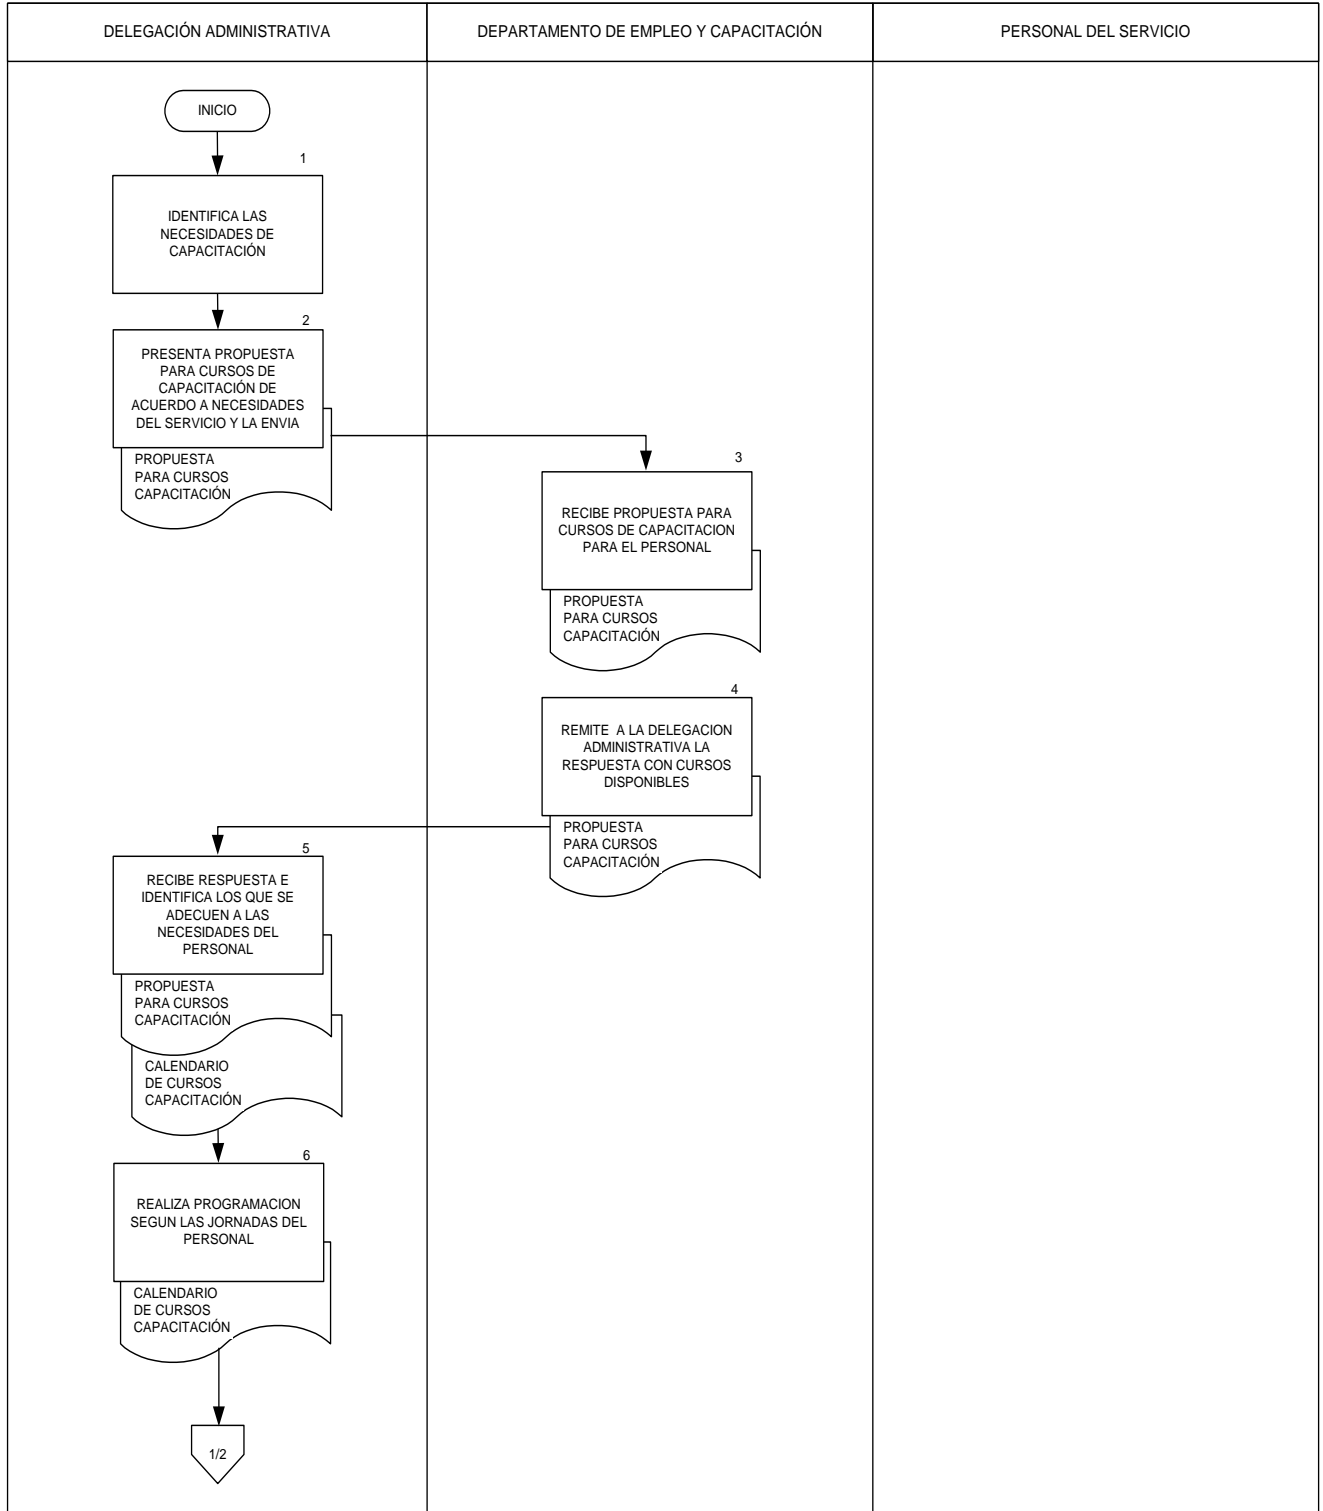 DELEGACIÓN ADMINISTRATIVA
DEPARTAMENTO DE EMPLEO Y CAPACITACIÓN
PERSONAL DEL SERVICIO
INICIO
1
IDENTIFICA LAS
NECESIDADES DE
CAPACITACIÓN
2
PRESENTA PROPUESTA
PARA CURSOS DE
CAPACITACIÓN DE
ACUERDO A NECESIDADES
DEL SERVICIO Y LA ENVIA
PROPUESTA
PARA CURSOS
CAPACITACIÓN
3
RECIBE PROPUESTA PARA
CURSOS DE CAPACITACION
PARA EL PERSONAL
PROPUESTA
PARA CURSOS
CAPACITACIÓN
4
REMITE A LA DELEGACION
ADMINISTRATIVA LA
RESPUESTA CON CURSOS
DISPONIBLES
PROPUESTA
PARA CURSOS
CAPACITACIÓN
5
RECIBE RESPUESTA E
IDENTIFICA LOS QUE SE
ADECUEN A LAS
NECESIDADES DEL
PERSONAL
PROPUESTA
PARA CURSOS
CAPACITACIÓN
CALENDARIO
DE CURSOS
CAPACITACIÓN
6
REALIZA PROGRAMACION
SEGUN LAS JORNADAS DEL
PERSONAL
CALENDARIO
DE CURSOS
CAPACITACIÓN
1/2